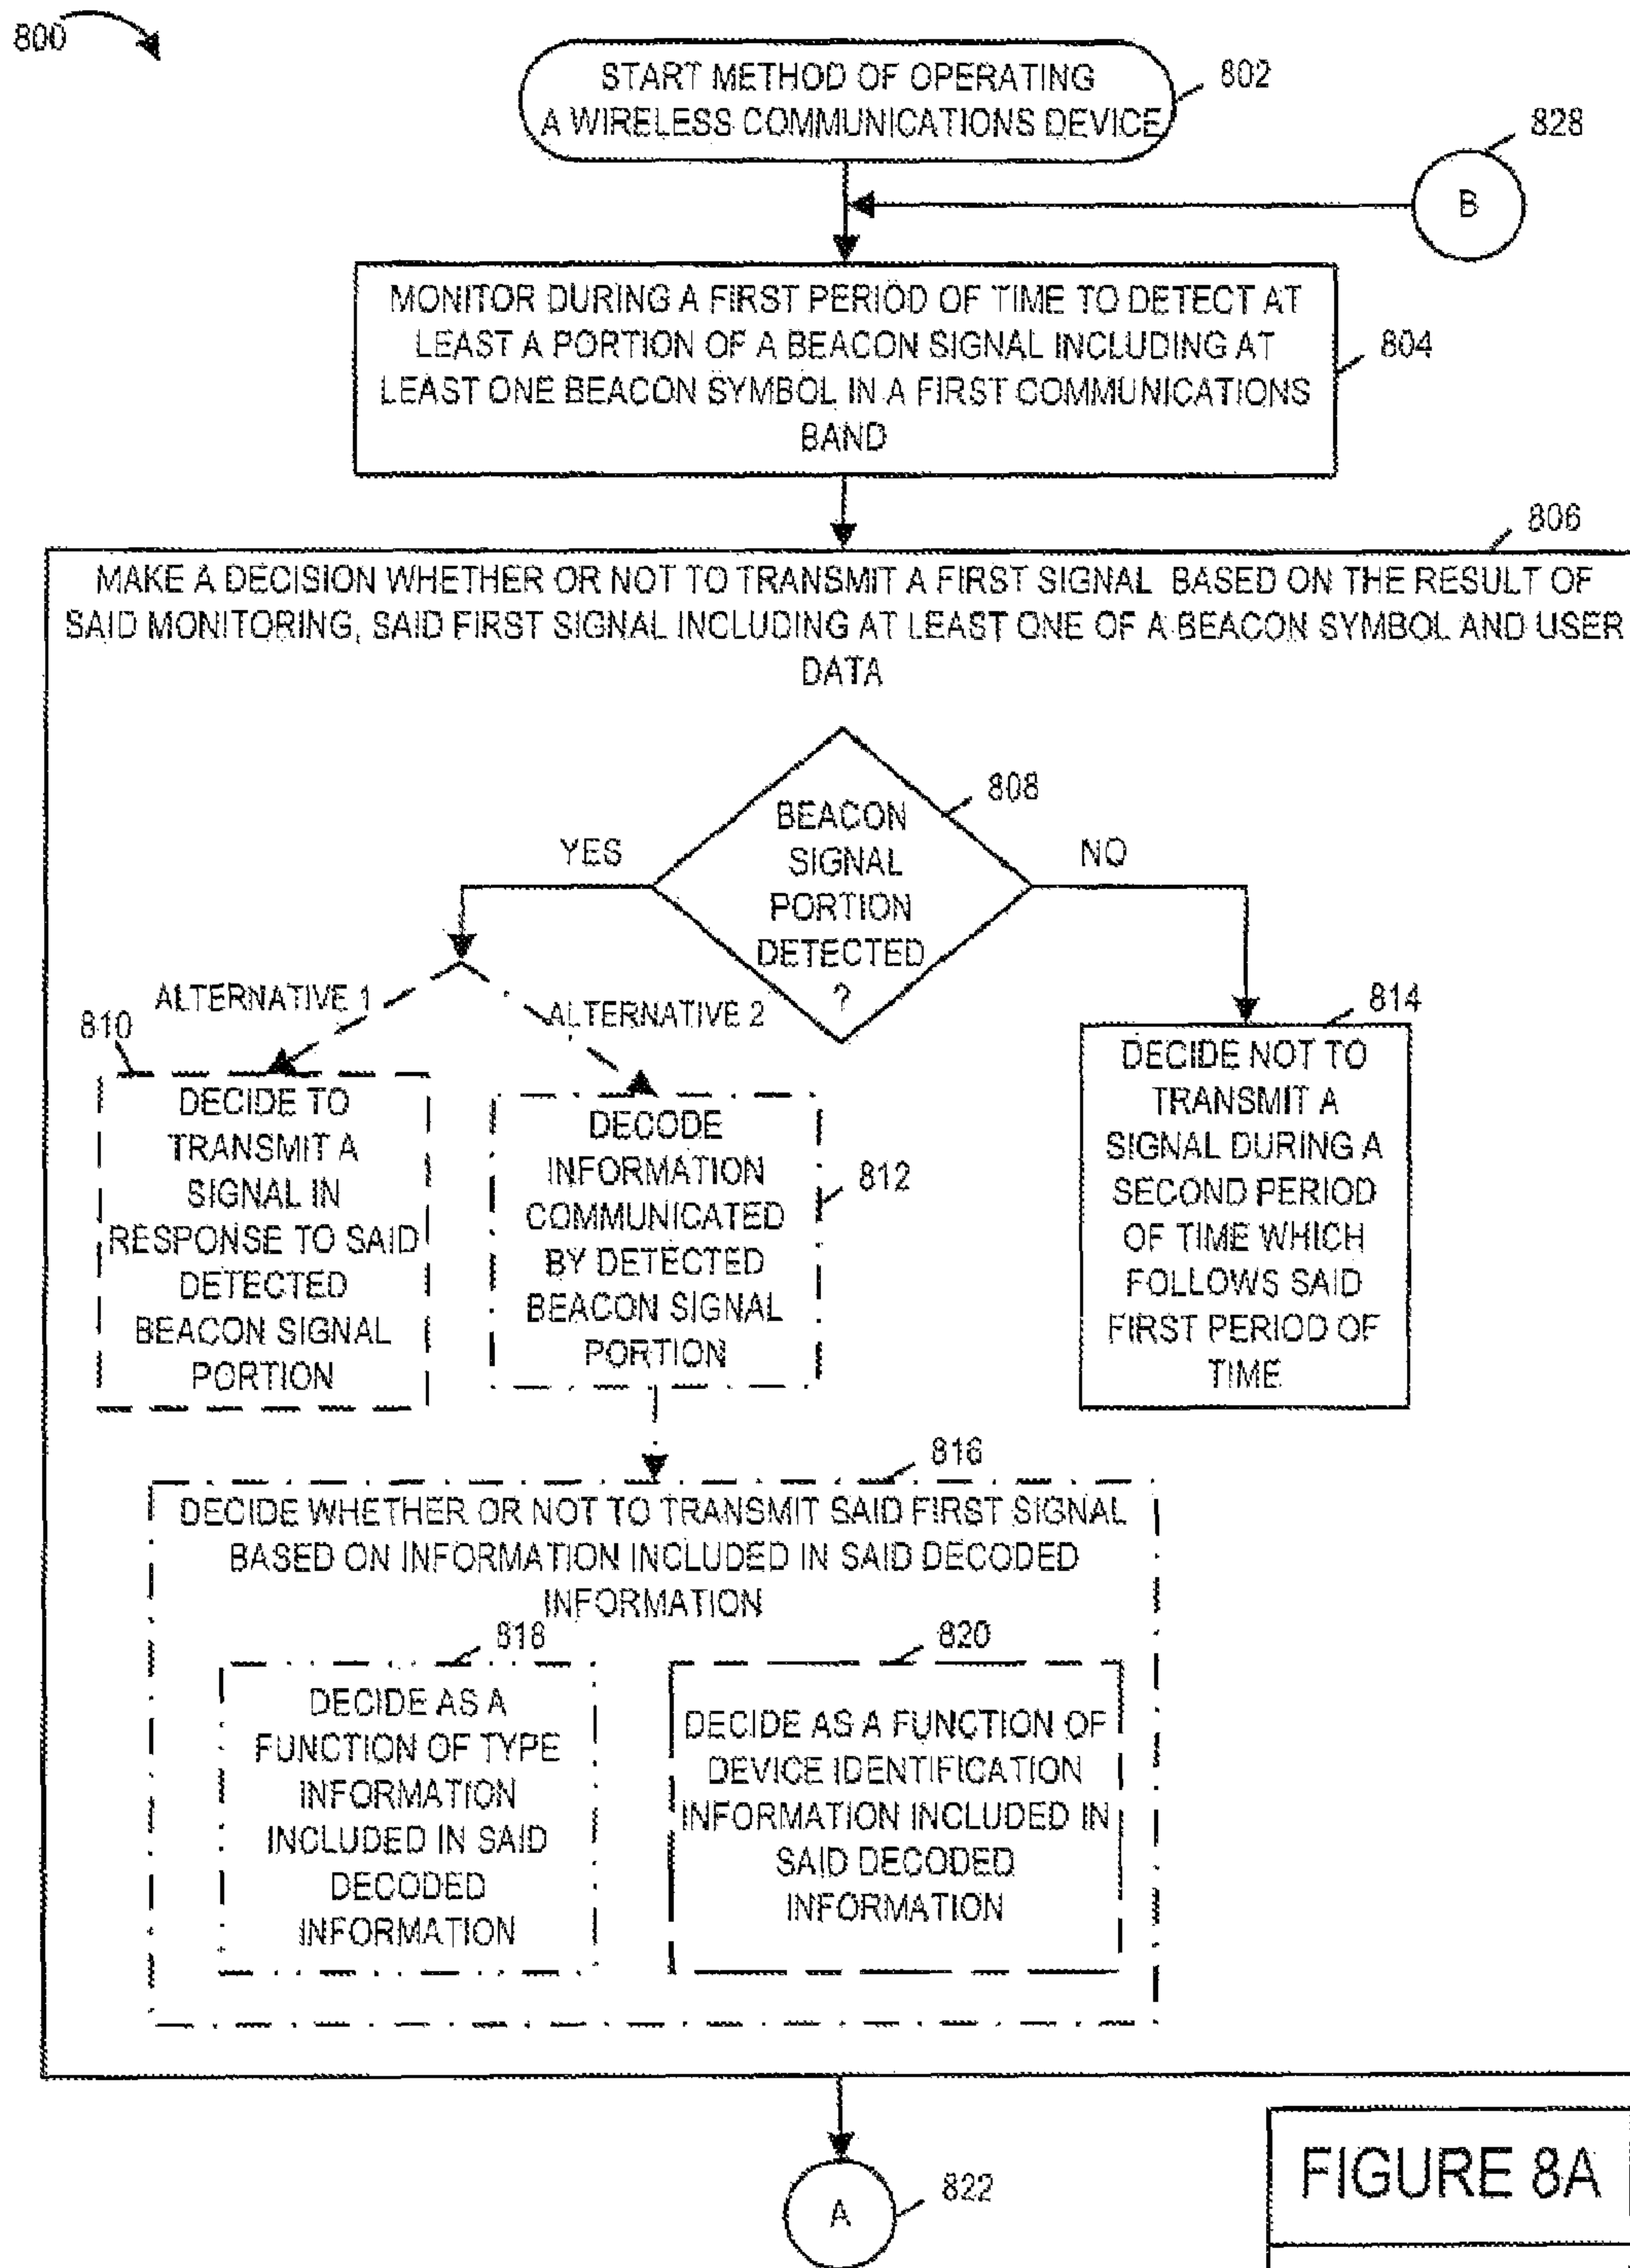 800
START METHOD OF OPERATING
A WIRELESS COMMUNICATIONS DEVICE
802
828
B
MONITOR DURING A FIRST PERIOD OF TIME TO DETECT AT
LEAST A PORTION OF A BEACON SIGNAL INCLUDING AT
LEAST ONE BEACON SYMBOL IN A FIRST COMMUNICATIONS
BAND
804
806
MAKE A DECISION WHETHER OR NOT TO TRANSMIT A FIRST SIGNAL BASED ON THE RESULT OF
SAID MONITORING, SAID FIRST SIGNAL INCLUDING AT LEAST ONE OF A BEACON SYMBOL AND USER
DATA
808
BEACON
SIGNAL
PORTION
DETECTED
?
YES
NO
ALTERNATIVE 1
ALTERNATIVE 2
810
DECIDE TO
TRANSMIT A
SIGNAL IN
RESPONSE TO SAID
DETECTED
BEACON SIGNAL
PORTION
DECODE
INFORMATION
COMMUNICATED
BY DETECTED
BEACON SIGNAL
PORTION
812
814
DECIDE NOT TO
TRANSMIT A
SIGNAL DURING A
SECOND PERIOD
OF TIME WHICH
FOLLOWS SAID
FIRST PERIOD OF
TIME
816
DECIDE WHETHER OR NOT TO TRANSMIT SAID FIRST SIGNAL
BASED ON INFORMATION INCLUDED IN SAID DECODED
INFORMATION
818
DECIDE AS A
FUNCTION OF TYPE
INFORMATION
INCLUDED IN SAID
DECODED
INFORMATION
820
DECIDE AS A FUNCTION OF
DEVICE IDENTIFICATION
INFORMATION INCLUDED IN
SAID DECODED
INFORMATION
A
822
FIGURE 8A